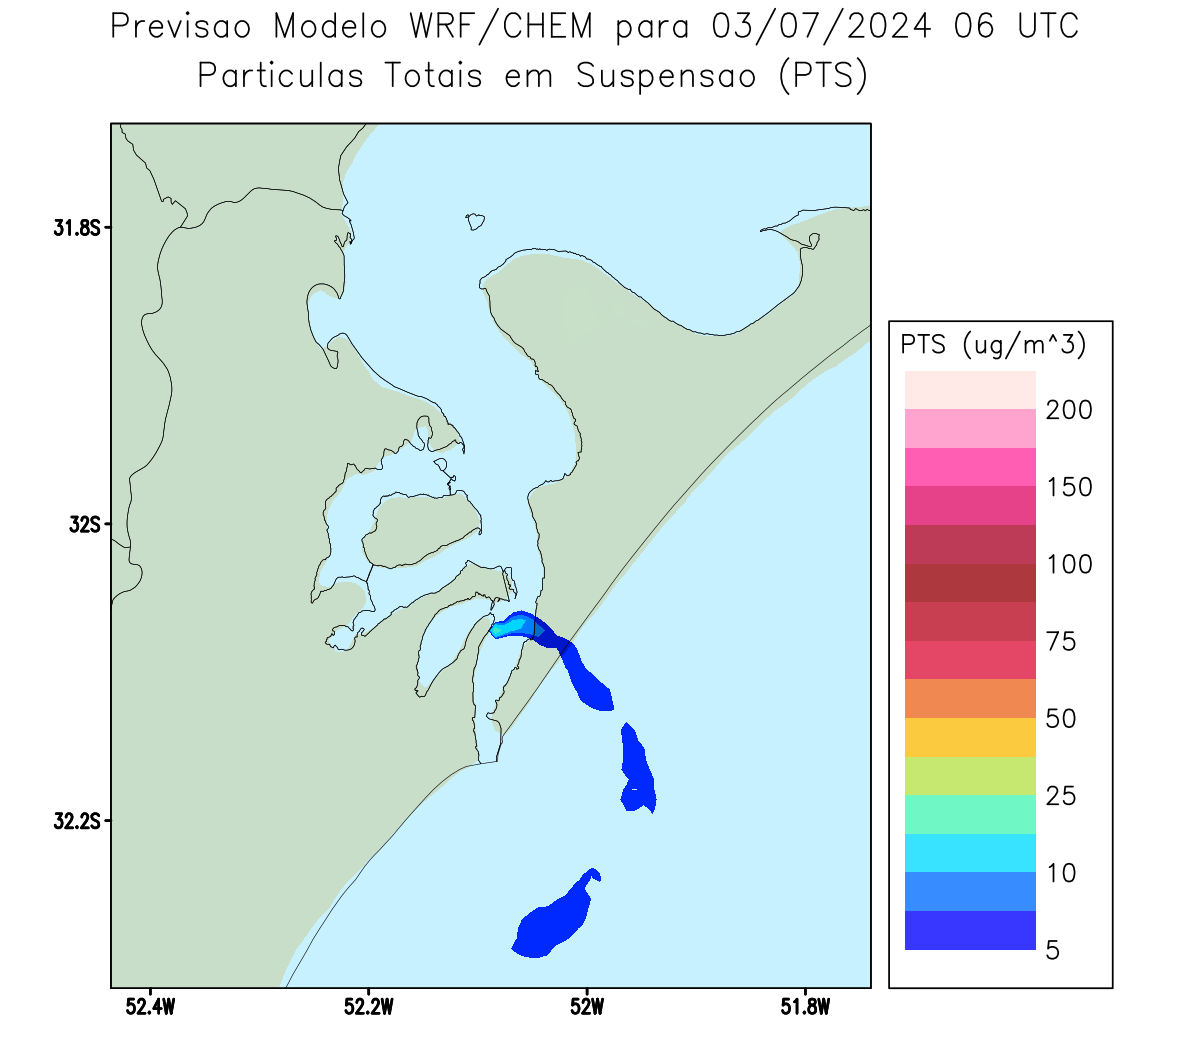 Previsao Modelo WRF/CHEM para 03/07/2024 06 UTC
Particulas Totais em Suspensao (PTS)
31.8S
32S
32.2S
52.4W
52.2W
52W
51.8W
PTS (ug/m^3)
200
150
100
75
50
25
10
5